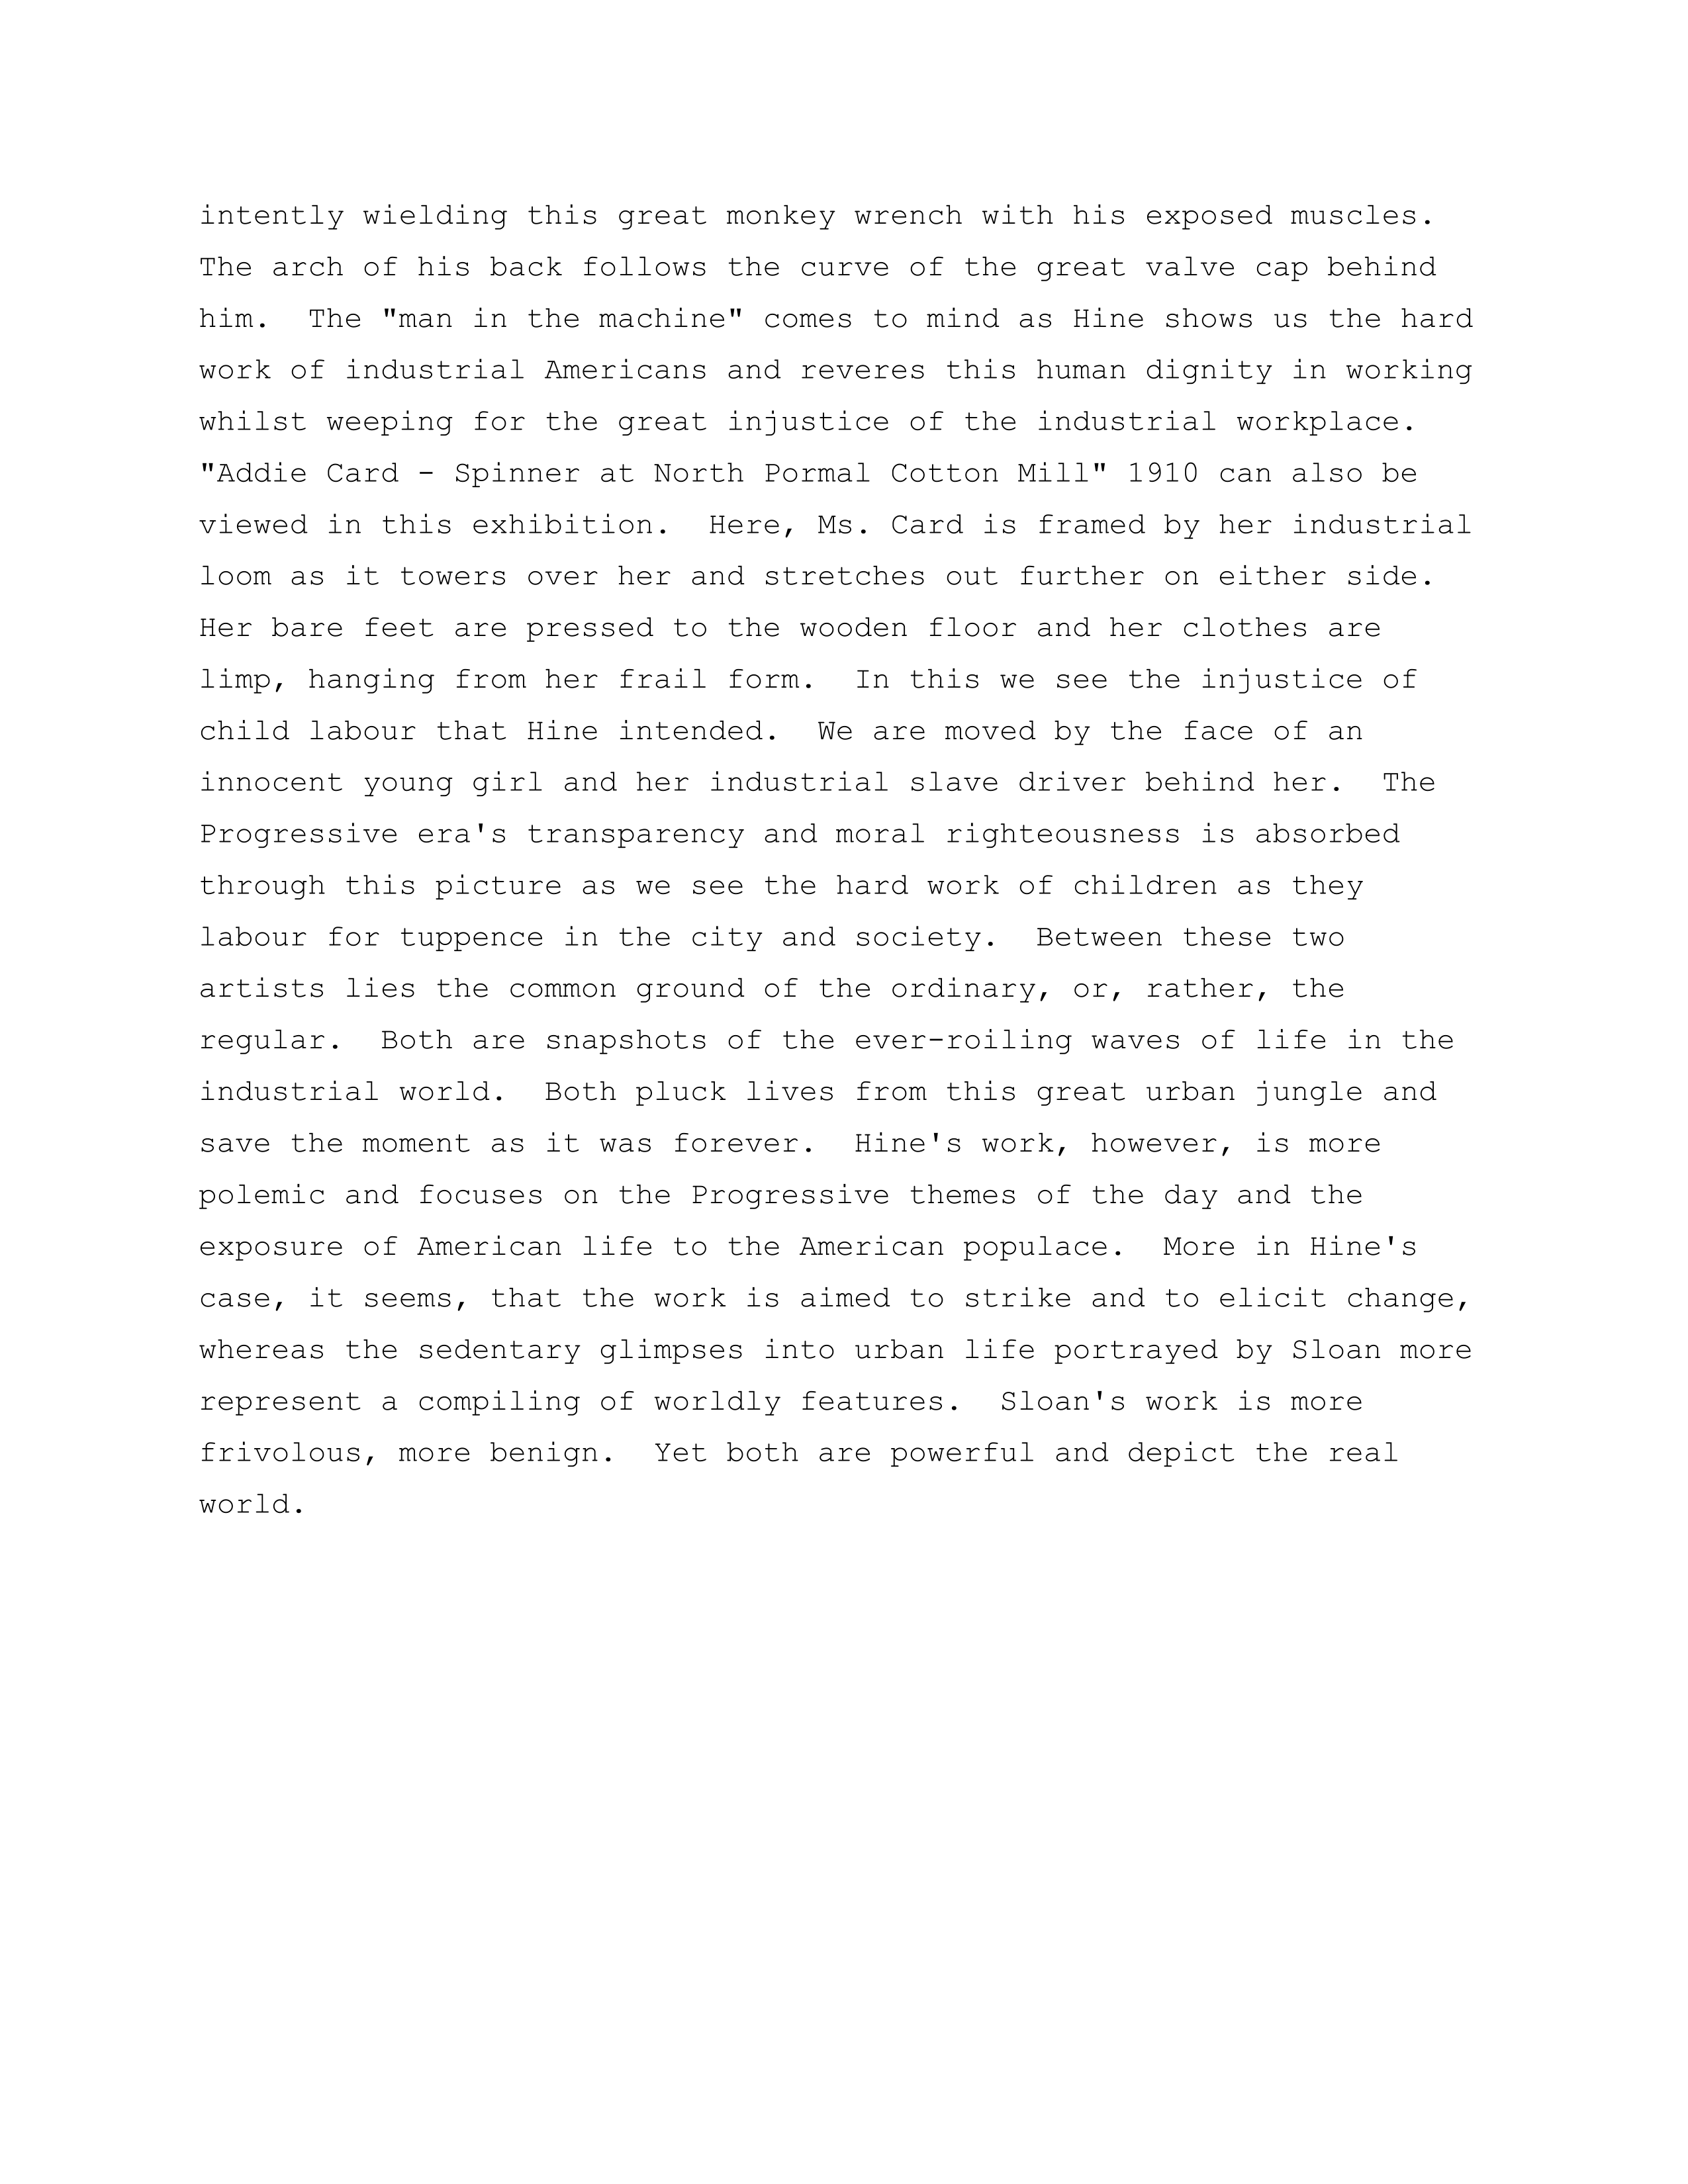 intently wielding this great monkey wrench with his exposed muscles.
The arch of his back follows the curve of the great valve cap behind
him.  The "man in the machine" comes to mind as Hine shows us the hard
work of industrial Americans and reveres this human dignity in working
whilst weeping for the great injustice of the industrial workplace.
"Addie Card - Spinner at North Pormal Cotton Mill" 1910 can also be
viewed in this exhibition.  Here, Ms. Card is framed by her industrial
loom as it towers over her and stretches out further on either side.
Her bare feet are pressed to the wooden floor and her clothes are
limp, hanging from her frail form.  In this we see the injustice of
child labour that Hine intended.  We are moved by the face of an
innocent young girl and her industrial slave driver behind her.  The
Progressive era's transparency and moral righteousness is absorbed
through this picture as we see the hard work of children as they
labour for tuppence in the city and society.  Between these two
artists lies the common ground of the ordinary, or, rather, the
regular.  Both are snapshots of the ever-roiling waves of life in the
industrial world.  Both pluck lives from this great urban jungle and
save the moment as it was forever.  Hine's work, however, is more
polemic and focuses on the Progressive themes of the day and the
exposure of American life to the American populace.  More in Hine's
case, it seems, that the work is aimed to strike and to elicit change,
whereas the sedentary glimpses into urban life portrayed by Sloan more
represent a compiling of worldly features.  Sloan's work is more
frivolous, more benign.  Yet both are powerful and depict the real
world.